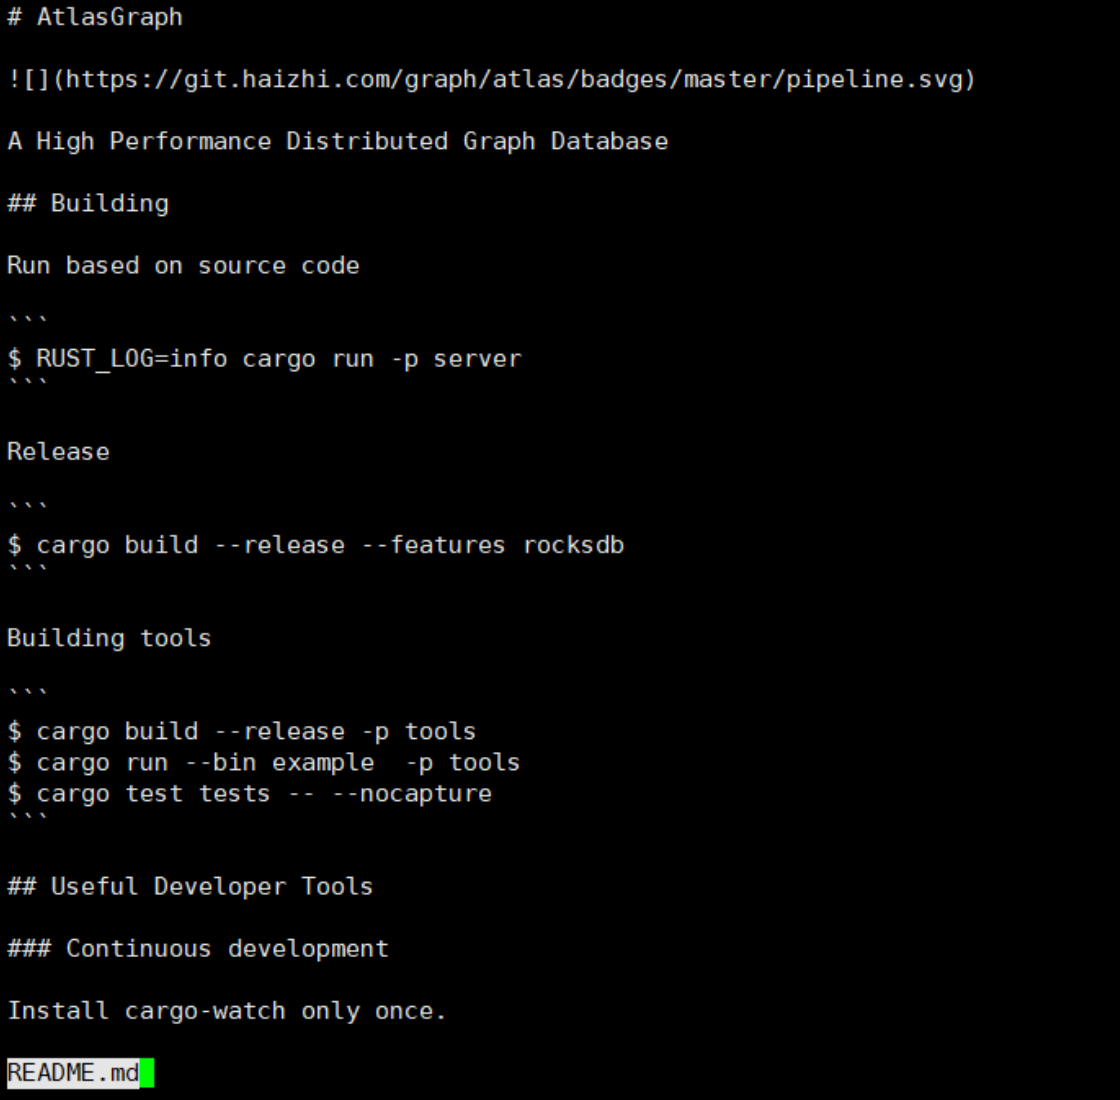 # AtlasGraph
![](https://git.haizhi.com/graph/atlas/badges/master/pipeline.svg)
A High Performance Distributed Graph Database
## Building
Run based on source code
```
$ RUST_LOG=info cargo run -p server
```
Release
```
$ cargo build --release --features rocksdb
```
Building tools
```
$ cargo build --release -p tools
$ cargo run --bin example  -p tools
$ cargo test tests -- --nocapture
```
## Useful Developer Tools
### Continuous development
Install cargo-watch only once.
README.md